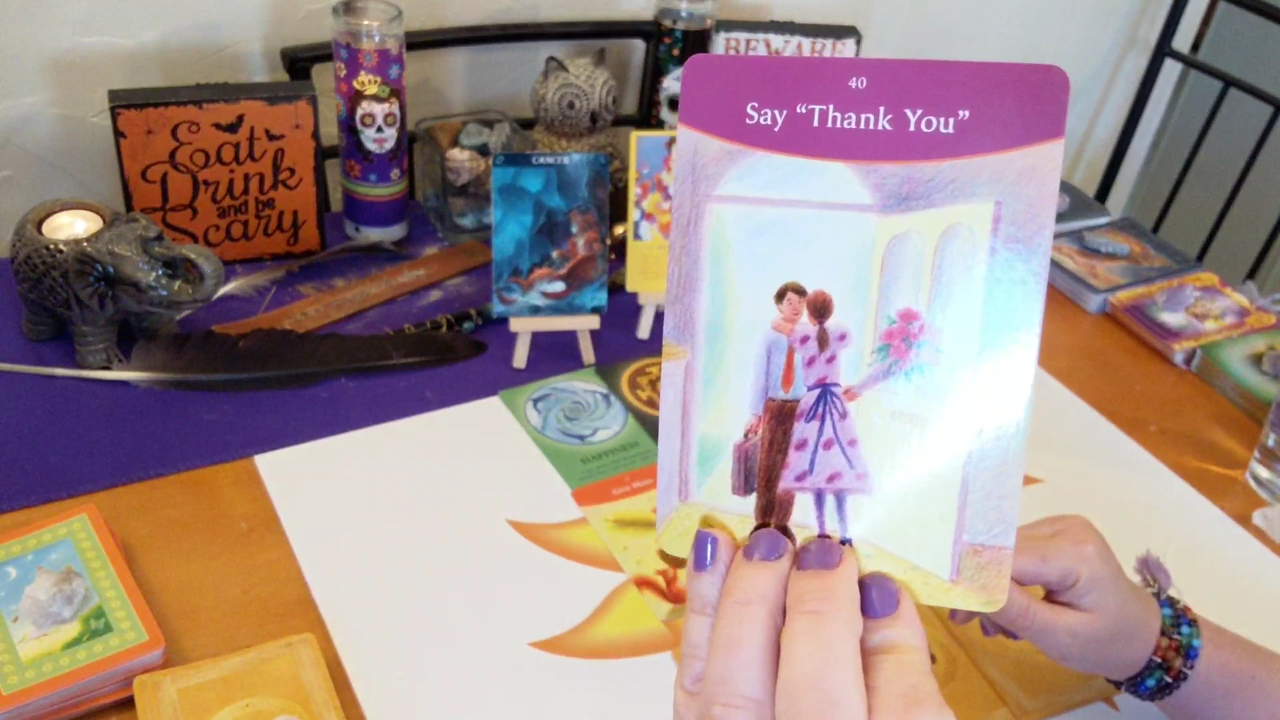 BEWARE
40
Say “Thank You”
Eat
Drink
and be
Scary
CANCER
HAPPINESS